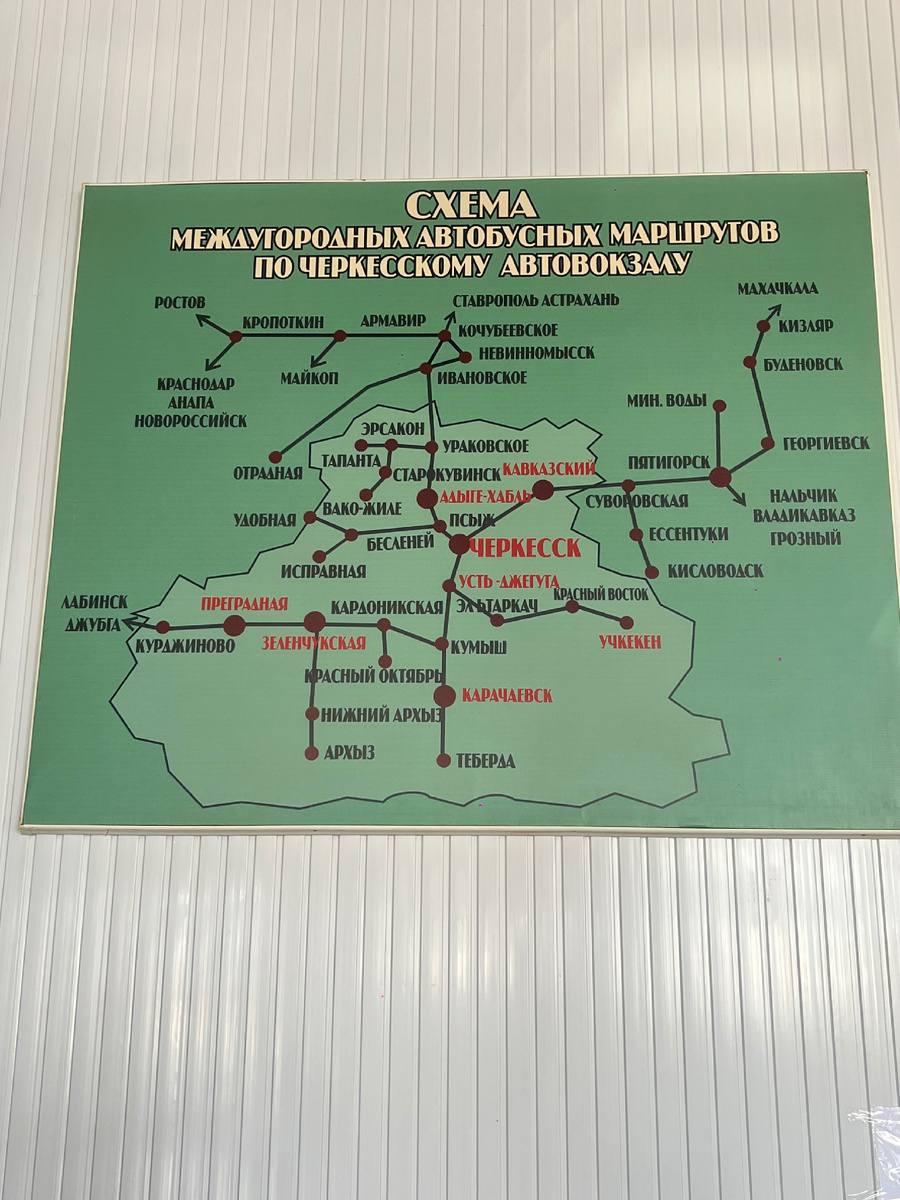 СХЕМА
МЕЖДУГОРОДНЫХ АВТОБУСНЫХ МАРШРУТОВ
ПО ЧЕРКЕССКОМУ АВТОВОКЗАЛУ
РОСТОВ
КРОПОТКИН
АРМАВИР
СТАВРОПОЛЬ АСТРАХАНЬ
КОЧУБЕЕВСКОЕ
НЕВИННОМЫССК
ИВАНОВСКОЕ
МАЙКОП
КРАСНОДАР
АНАПА
НОВОРОССИЙСК
МАХАЧКАЛА
КИЗЛЯР
БУДЕНОВСК
МИН. ВОДЫ
ГЕОРГИЕВСК
ПЯТИГОРСК
НАЛЬЧИК
ВЛАДИКАВКАЗ
ГРОЗНЫЙ
ОТРАДНАЯ
ЭРСАКОН
УРАКОВСКОЕ
ТАПАНТА
СТАРОКУВИНСК
КАВКАЗСКИЙ
СУВОРОВСКАЯ
АДЫГЕ-ХАБЛЬ
ВАКО-ЖИЛЕ
УДОБНАЯ
ПСЫЖ
БЕСЛЕНЕЙ
ЧЕРКЕССК
ЕССЕНТУКИ
КИСЛОВОДСК
ИСПРАВНАЯ
УСТЬ-ДЖЕГУТА
ЭЛЬТАРКАЧ
КРАСНЫЙ ВОСТОК
УЧКЕКЕН
ЛАБИНСК
ДЖУБГА
ПРЕГРАДНАЯ
КАРДОНИКСКАЯ
КУРДЖИНОВО
ЗЕЛЕНЧУКСКАЯ
КУМЫШ
КРАСНЫЙ ОКТЯБРЬ
КАРАЧАЕВСК
НИЖНИЙ АРХЫЗ
АРХЫЗ
ТЕБЕРДА